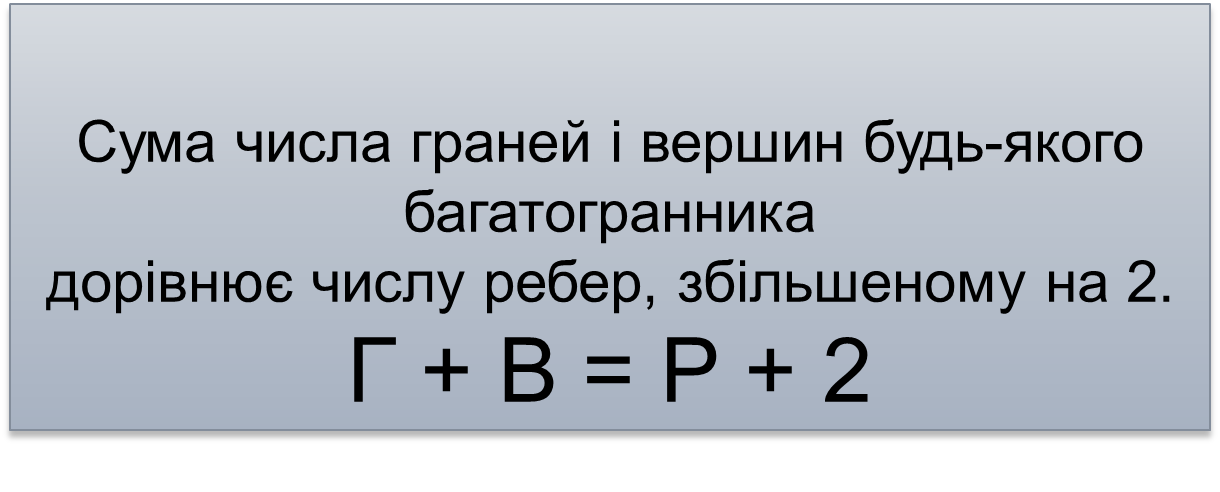 Сума числа граней і вершин будь-якого
багатогранника
дорівнює числу ребер, збільшеному на 2.
Г + В = Р + 2